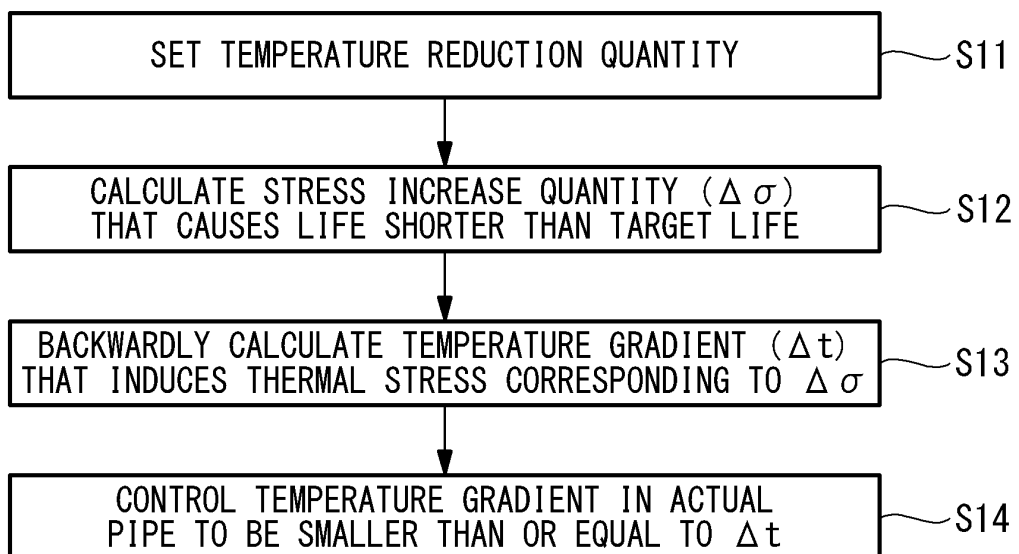 SET TEMPERATURE REDUCTION QUANTITY
S11
CALCULATE STRESS INCREASE QUANTITY (Δσ)
THAT CAUSES LIFE SHORTER THAN TARGET LIFE
S12
BACKWARDLY CALCULATE TEMPERATURE GRADIENT (Δt)
THAT INDUCES THERMAL STRESS CORRESPONDING TO Δσ
S13
CONTROL TEMPERATURE GRADIENT IN ACTUAL
PIPE TO BE SMALLER THAN OR EQUAL TO Δt
S14